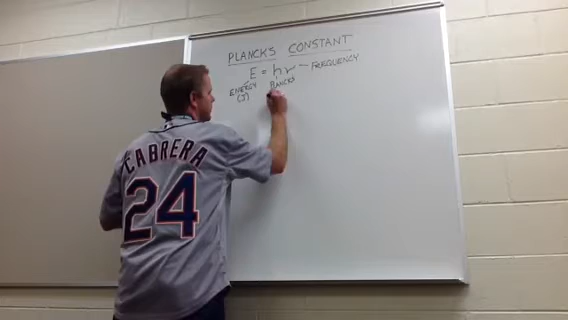 PLANCKS CONSTANT
E = hν — FREQUENCY
ENERGY PLANCKS
(J)
CABRERA
24